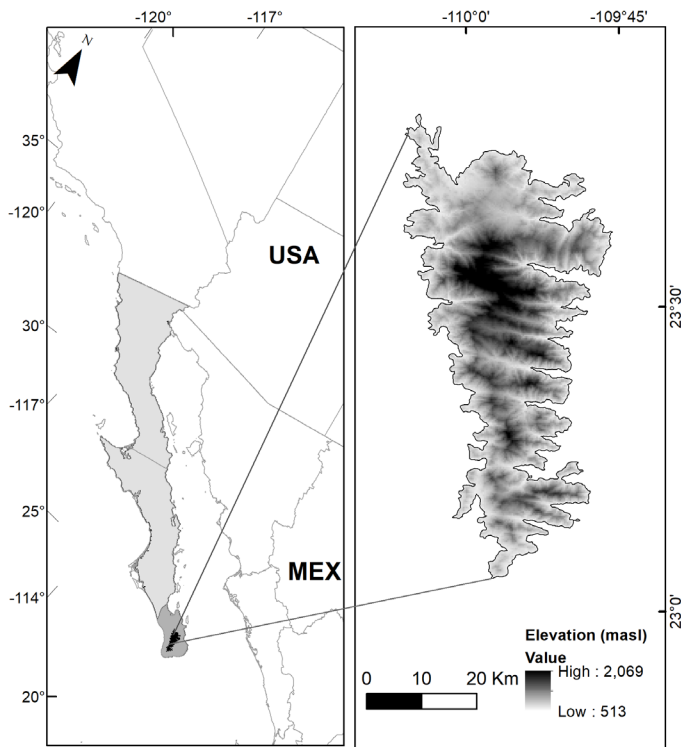 -120° -117°
-110°0' -109°45'
N
35°
-120°
USA
30°
23°30'
-117°
25°
MEX
-114°
23°0'
20°
Elevation (masl)
Value
High : 2,069
Low : 513
0 10 20 Km